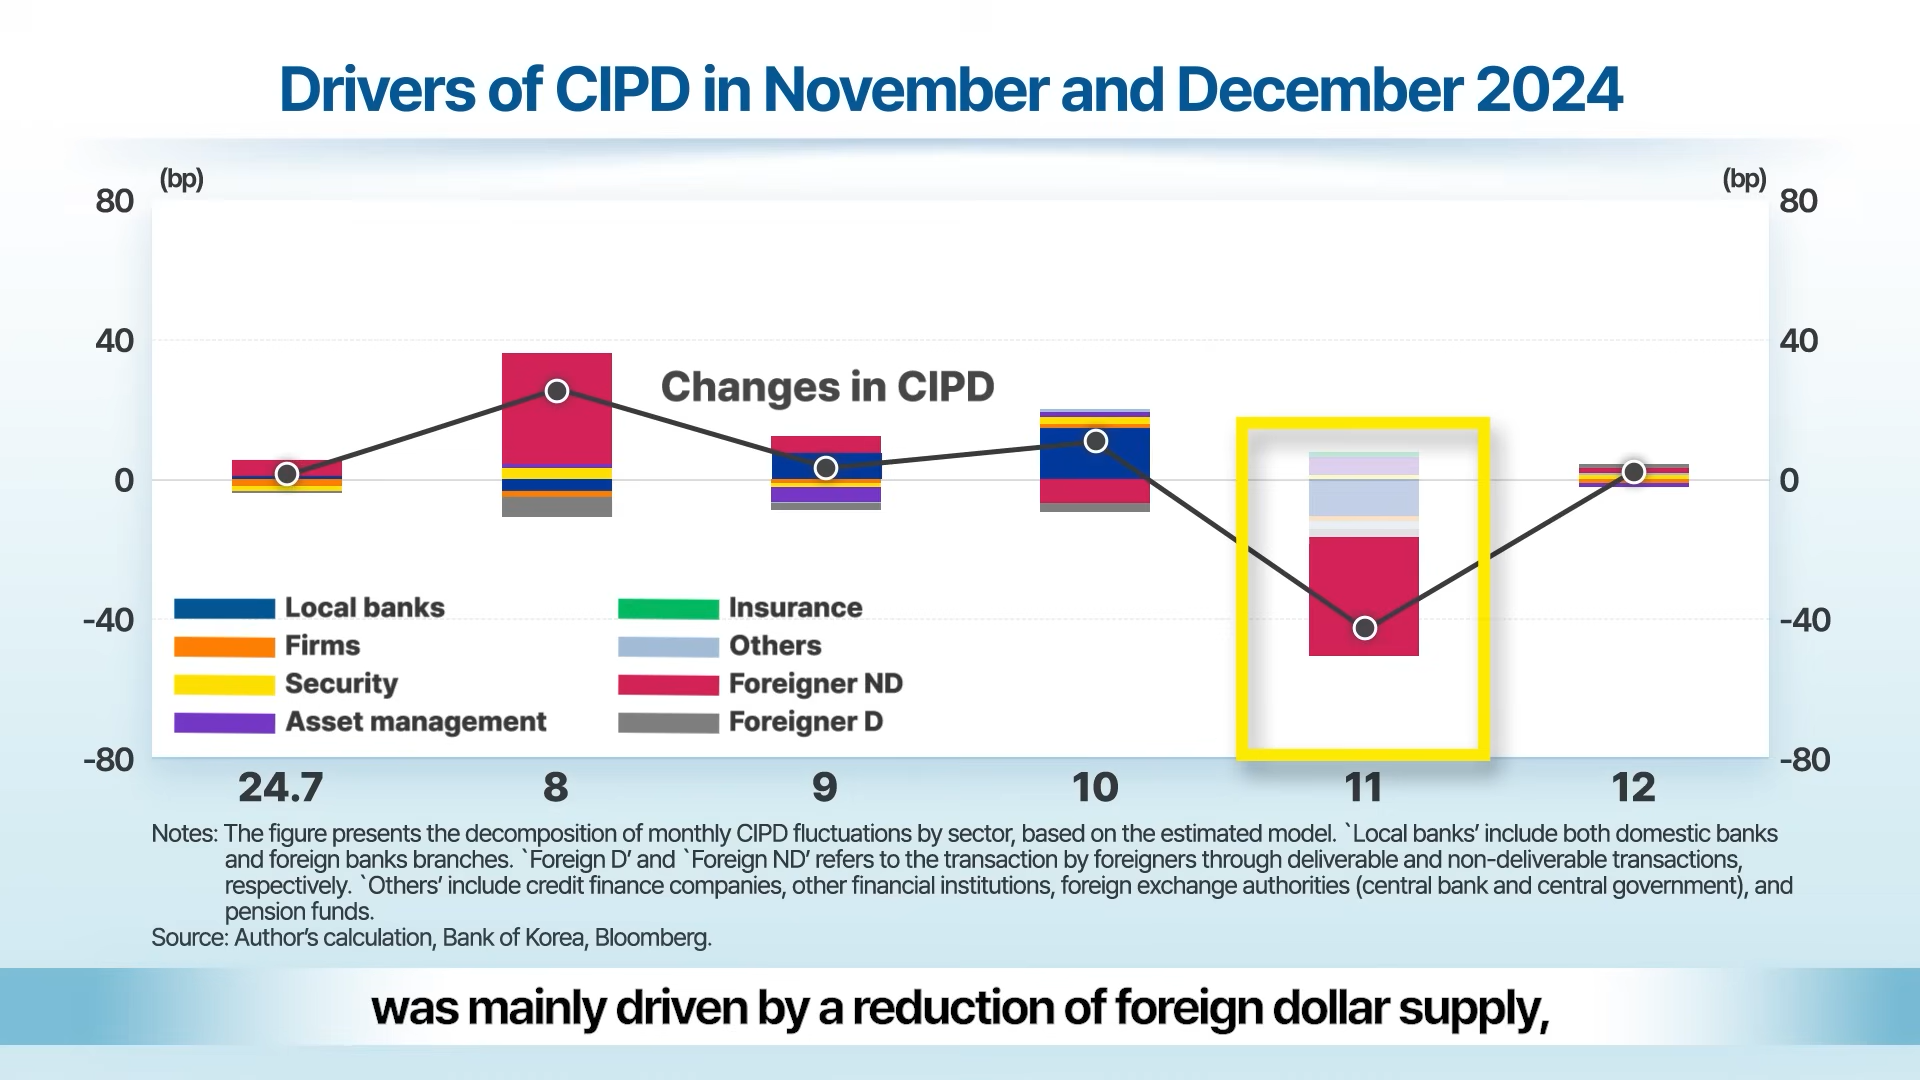 Drivers of CIPD in November and December 2024
(bp)
(bp)
80
80
40
40
Changes in CIPD
0
0
-40
-40
-80
-80
Local banks
Firms
Security
Asset management
Insurance
Others
Foreigner ND
Foreigner D
24.7
8
9
10
11
12
Notes: The figure presents the decomposition of monthly CIPD fluctuations by sector, based on the estimated model. `Local banks’ include both domestic banks
and foreign banks branches. `Foreign D’ and `Foreign ND’ refers to the transaction by foreigners through deliverable and non-deliverable transactions,
respectively. `Others’ include credit finance companies, other financial institutions, foreign exchange authorities (central bank and central government), and
pension funds.
Source: Author’s calculation, Bank of Korea, Bloomberg.
was mainly driven by a reduction of foreign dollar supply,